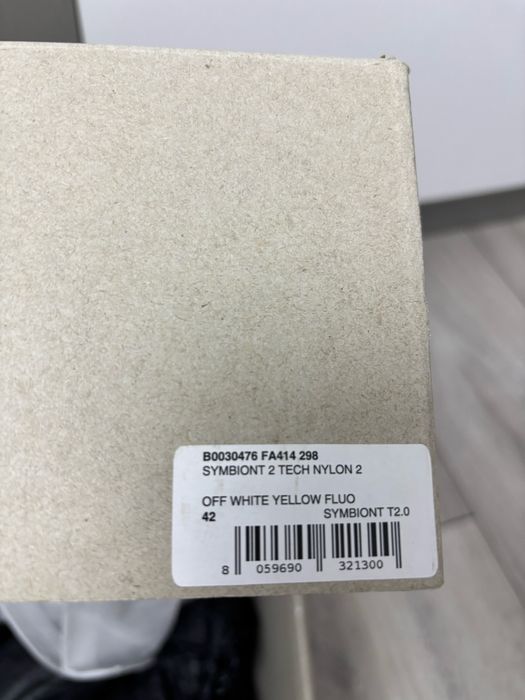 B0030476 FA414 298
SYMBIONT 2 TECH NYLON 2
OFF WHITE YELLOW FLUO
42 SYMBIONT T2.0
8 059690 321300